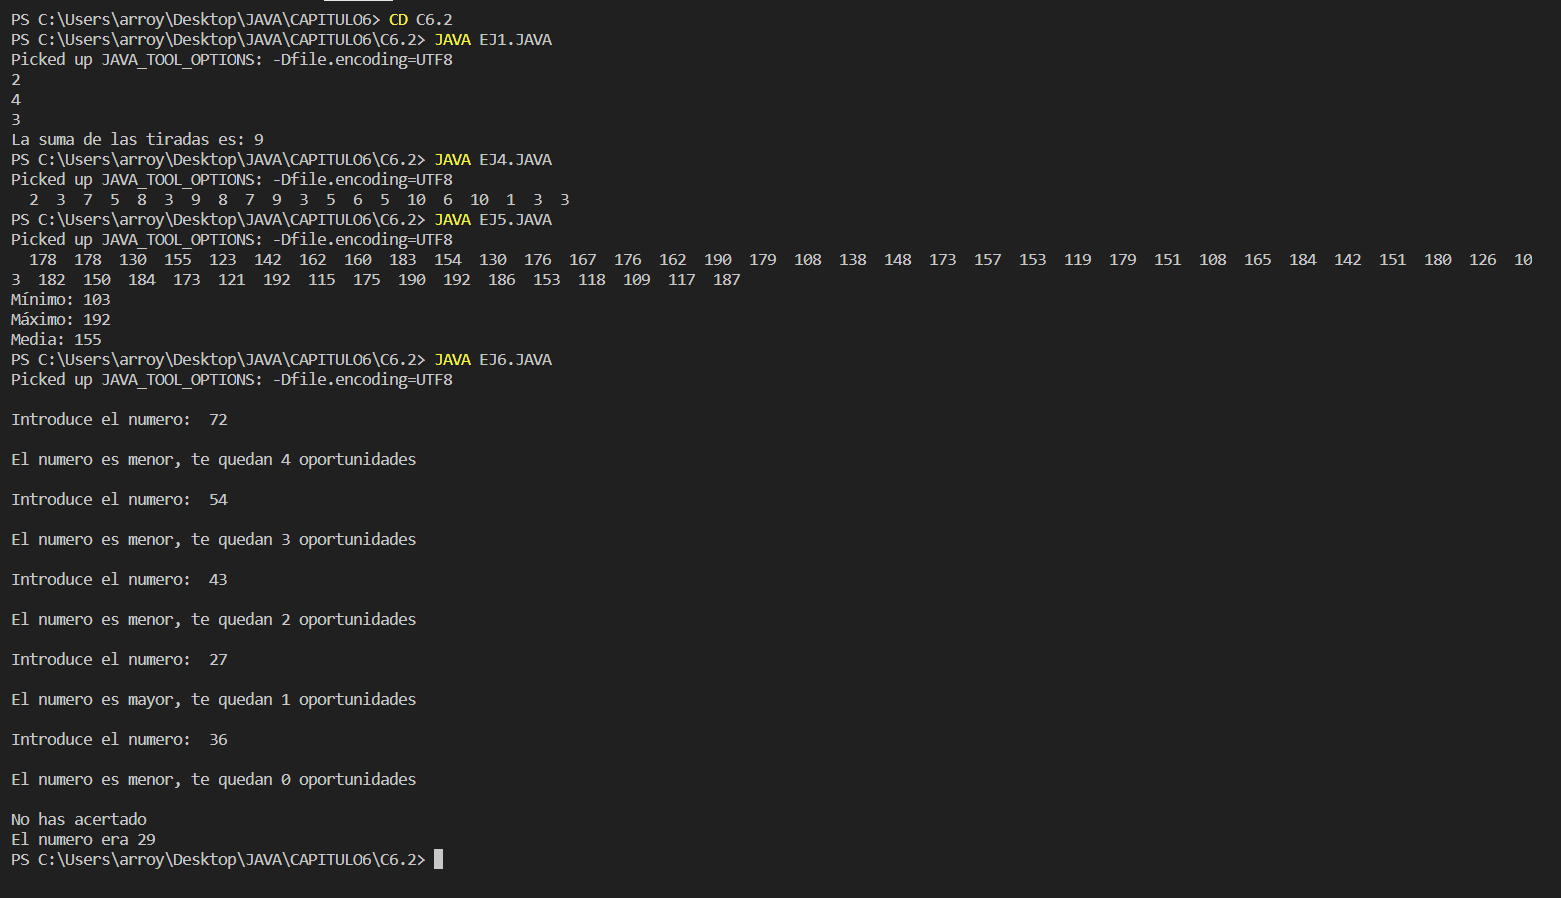 PS C:\Users\arroy\Desktop\JAVA\CAPITULO6> CD C6.2
PS C:\Users\arroy\Desktop\JAVA\CAPITULO6\C6.2> JAVA EJ1.JAVA
Picked up JAVA_TOOL_OPTIONS: -Dfile.encoding=UTF8
2
4
3
La suma de las tiradas es: 9
PS C:\Users\arroy\Desktop\JAVA\CAPITULO6\C6.2> JAVA EJ4.JAVA
Picked up JAVA_TOOL_OPTIONS: -Dfile.encoding=UTF8
  2  3  7  5  8  3  9  8  7  9  3  5  6  5  10  6  10  1  3  3
PS C:\Users\arroy\Desktop\JAVA\CAPITULO6\C6.2> JAVA EJ5.JAVA
Picked up JAVA_TOOL_OPTIONS: -Dfile.encoding=UTF8
  178  178  130  155  123  142  162  160  183  154  130  176  167  176  162  190  179  108  138  148  173  157  153  119  179  151  108  165  184  142  151  180  126  10
3  182  150  184  173  121  192  115  175  190  192  186  153  118  109  117  187
Mínimo: 103
Máximo: 192
Media: 155
PS C:\Users\arroy\Desktop\JAVA\CAPITULO6\C6.2> JAVA EJ6.JAVA
Picked up JAVA_TOOL_OPTIONS: -Dfile.encoding=UTF8
Introduce el numero:  72
El numero es menor, te quedan 4 oportunidades
Introduce el numero:  54
El numero es menor, te quedan 3 oportunidades
Introduce el numero:  43
El numero es menor, te quedan 2 oportunidades
Introduce el numero:  27
El numero es mayor, te quedan 1 oportunidades
Introduce el numero:  36
El numero es menor, te quedan 0 oportunidades
No has acertado
El numero era 29
PS C:\Users\arroy\Desktop\JAVA\CAPITULO6\C6.2>